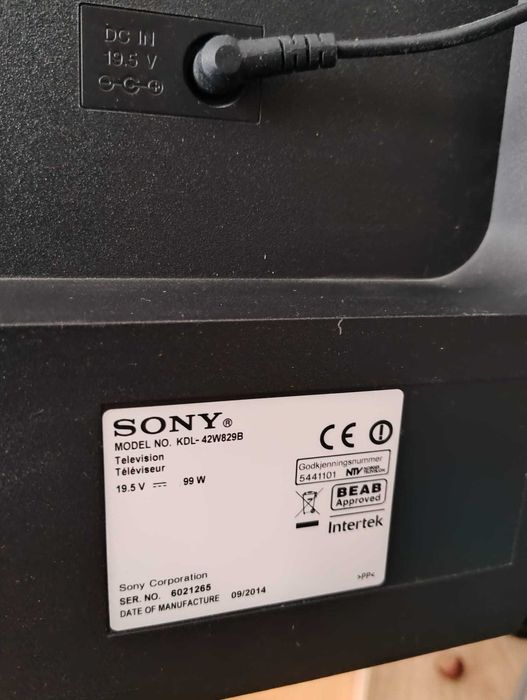 DC IN
19.5 V
SONY®
MODEL NO. KDL-42W829B
Television
Téléviseur
19.5 V ⎓ 99 W
CE
Godkjenningsnummer
5441101 NTV
BEAB
Approved
Intertek
Sony Corporation
SER. NO. 6021265
DATE OF MANUFACTURE 09/2014
>PP<